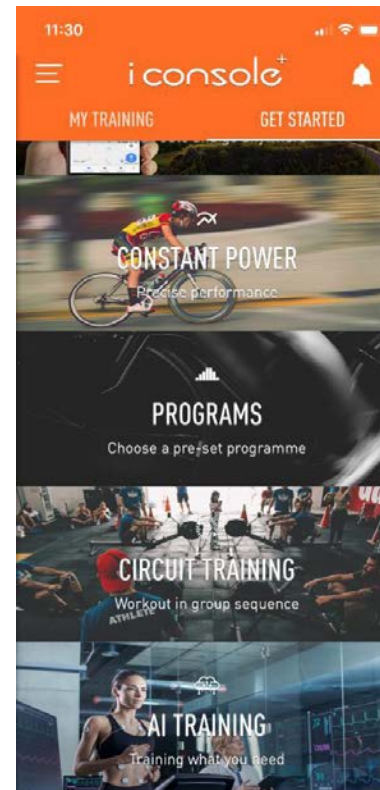 11:30
i console+
MY TRAINING
GET STARTED
CONSTANT POWER
Precise performance
PROGRAMS
Choose a pre-set programme
CIRCUIT TRAINING
Workout in group sequence
ATHLETE
AI TRAINING
Training what you need